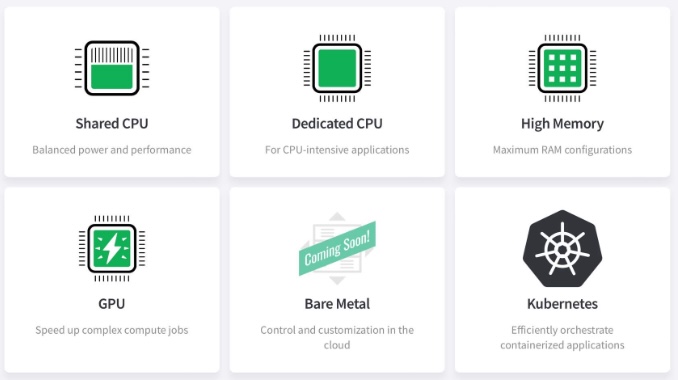 Shared CPU
Balanced power and performance
Dedicated CPU
For CPU-intensive applications
High Memory
Maximum RAM configurations
GPU
Speed up complex compute jobs
Coming Soon!
Bare Metal
Control and customization in the
cloud
Kubernetes
Efficiently orchestrate
containerized applications